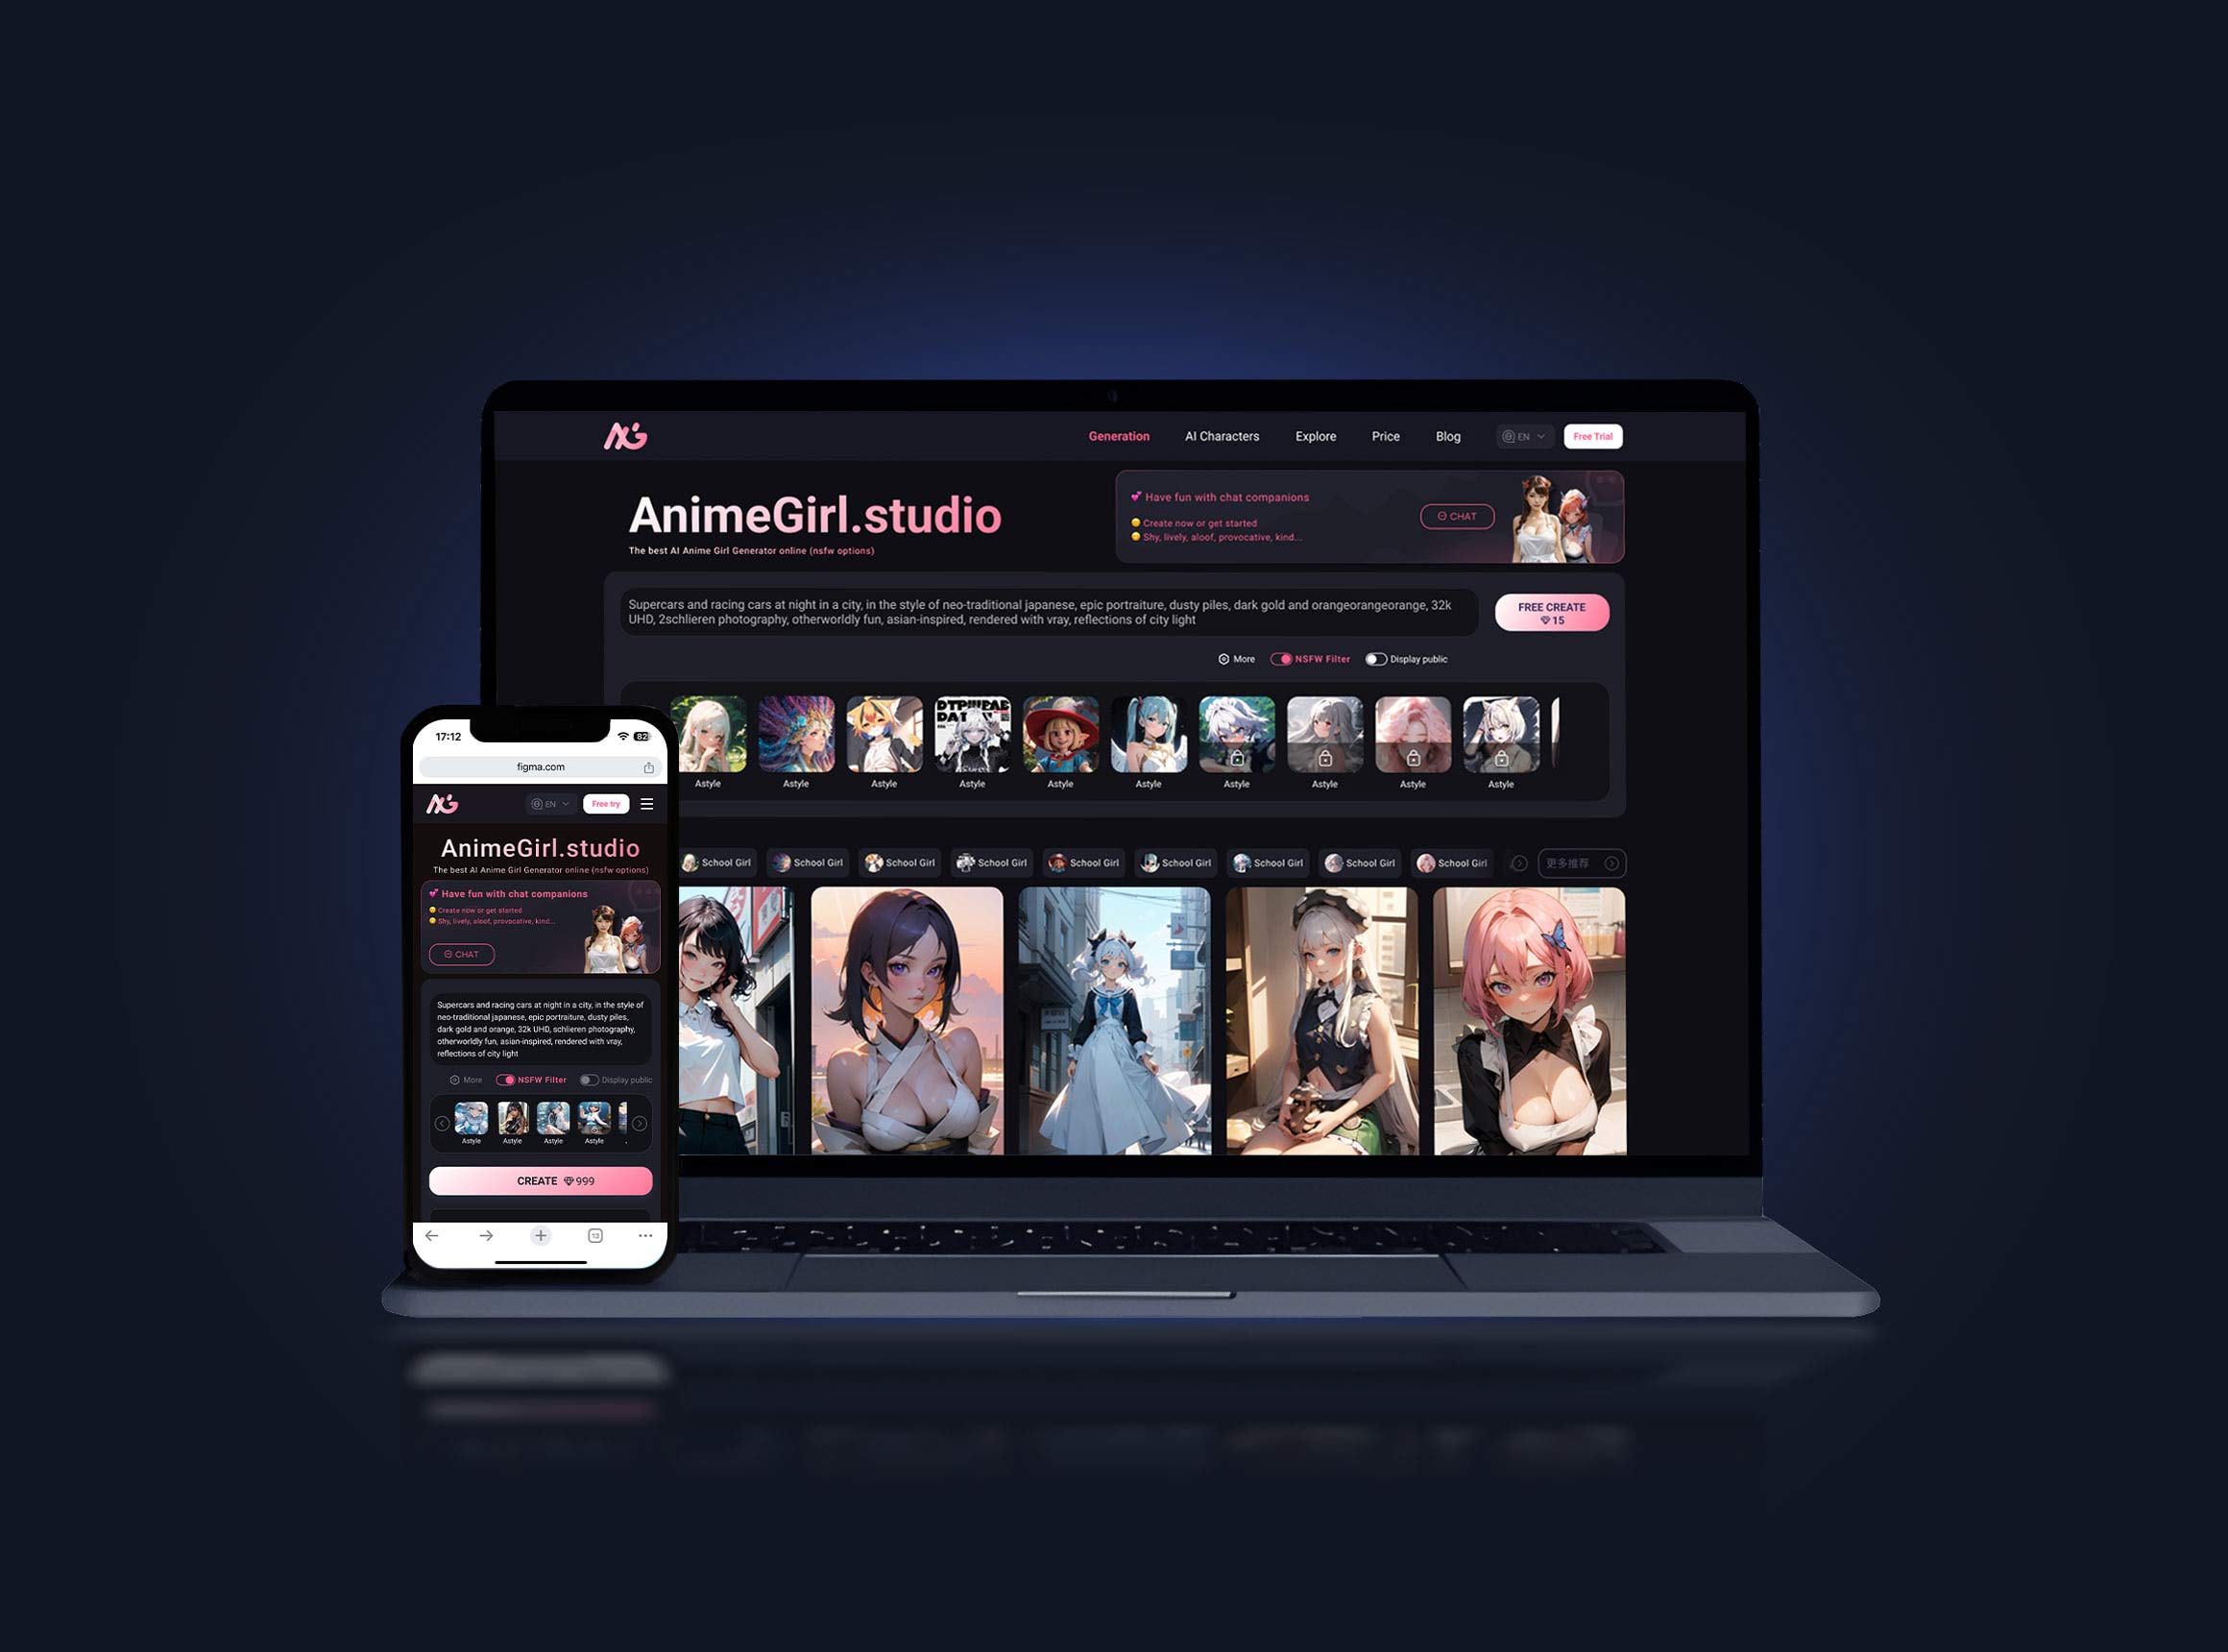 AG
Generation
AI Characters
Explore
Price
Blog
EN
Free Trial
AnimeGirl.studio
The best AI Anime Girl Generator online (nsfw options)
Have fun with chat companions
Create now or get started
Shy, lively, aloof, provocative, kind...
CHAT
Supercars and racing cars at night in a city, in the style of neo-traditional japanese, epic portraiture, dusty piles, dark gold and orangeorangeorange, 32k
UHD, 2schlieren photography, otherworldly fun, asian-inspired, rendered with vray, reflections of city light
FREE CREATE
15
More
NSFW Filter
Display public
Astyle
Astyle
Astyle
Astyle
Astyle
Astyle
Astyle
Astyle
Astyle
Astyle
School Girl
School Girl
School Girl
School Girl
School Girl
School Girl
School Girl
School Girl
School Girl
更多推荐
17:12
82
figma.com
AG
EN
Free try
AnimeGirl.studio
The best AI Anime Girl Generator online (nsfw options)
Have fun with chat companions
Create now or get started
Shy, lively, aloof, provocative, kind...
CHAT
Supercars and racing cars at night in a city, in the style of
neo-traditional japanese, epic portraiture, dusty piles,
dark gold and orange, 32k UHD, schlieren photography,
otherworldly fun, asian-inspired, rendered with vray,
reflections of city light
More
NSFW Filter
Display public
Astyle
Astyle
Astyle
Astyle
CREATE 999
13